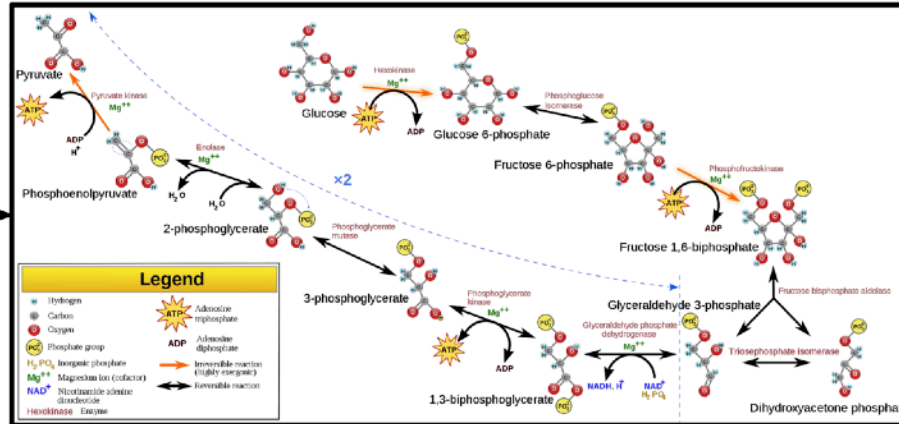 Pyruvate
Pyruvate kinase
Mg++
ATP
ADP
H+
Phosphoenolpyruvate
Enolase
Mg++
H2O
H2O
2-phosphoglycerate
Phosphoglycerate
mutase
3-phosphoglycerate
Phosphoglycerate
kinase
Mg++
ATP
ADP
1,3-biphosphoglycerate
Glyceraldehyde phosphate
dehydrogenase
Mg++
NADH, H+
NAD+
H2PO4
×2
Glucose
Hexokinase
Mg++
ATP
ADP
Glucose 6-phosphate
Phosphoglucose
isomerase
Fructose 6-phosphate
Phosphofructokinase
Mg++
ATP
ADP
Fructose 1,6-biphosphate
Fructose bisphosphate aldolase
Glyceraldehyde 3-phosphate
Triosephosphate isomerase
Dihydroxyacetone phosphat
Legend
H Hydrogen
C Carbon
O Oxygen
Phosphate group
H2PO4 Inorganic phosphate
Mg++ Magnesium ion (cofactor)
NAD+ Nicotinamide adenine
dinucleotide
Hexokinase Enzyme
ATP Adenosine
triphosphate
ADP Adenosine
diphosphate
Irreversible reaction
(highly exergonic)
Reversible reaction